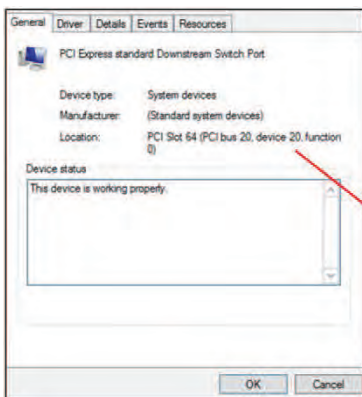 General Driver Details Events Resources
PCI Express standard Downstream Switch Port
Device type: System devices
Manufacturer: (Standard system devices)
Location: PCI Slot 64 (PCI bus 20, device 20, function
0)
Device status
This device is working properly.
OK Cancel